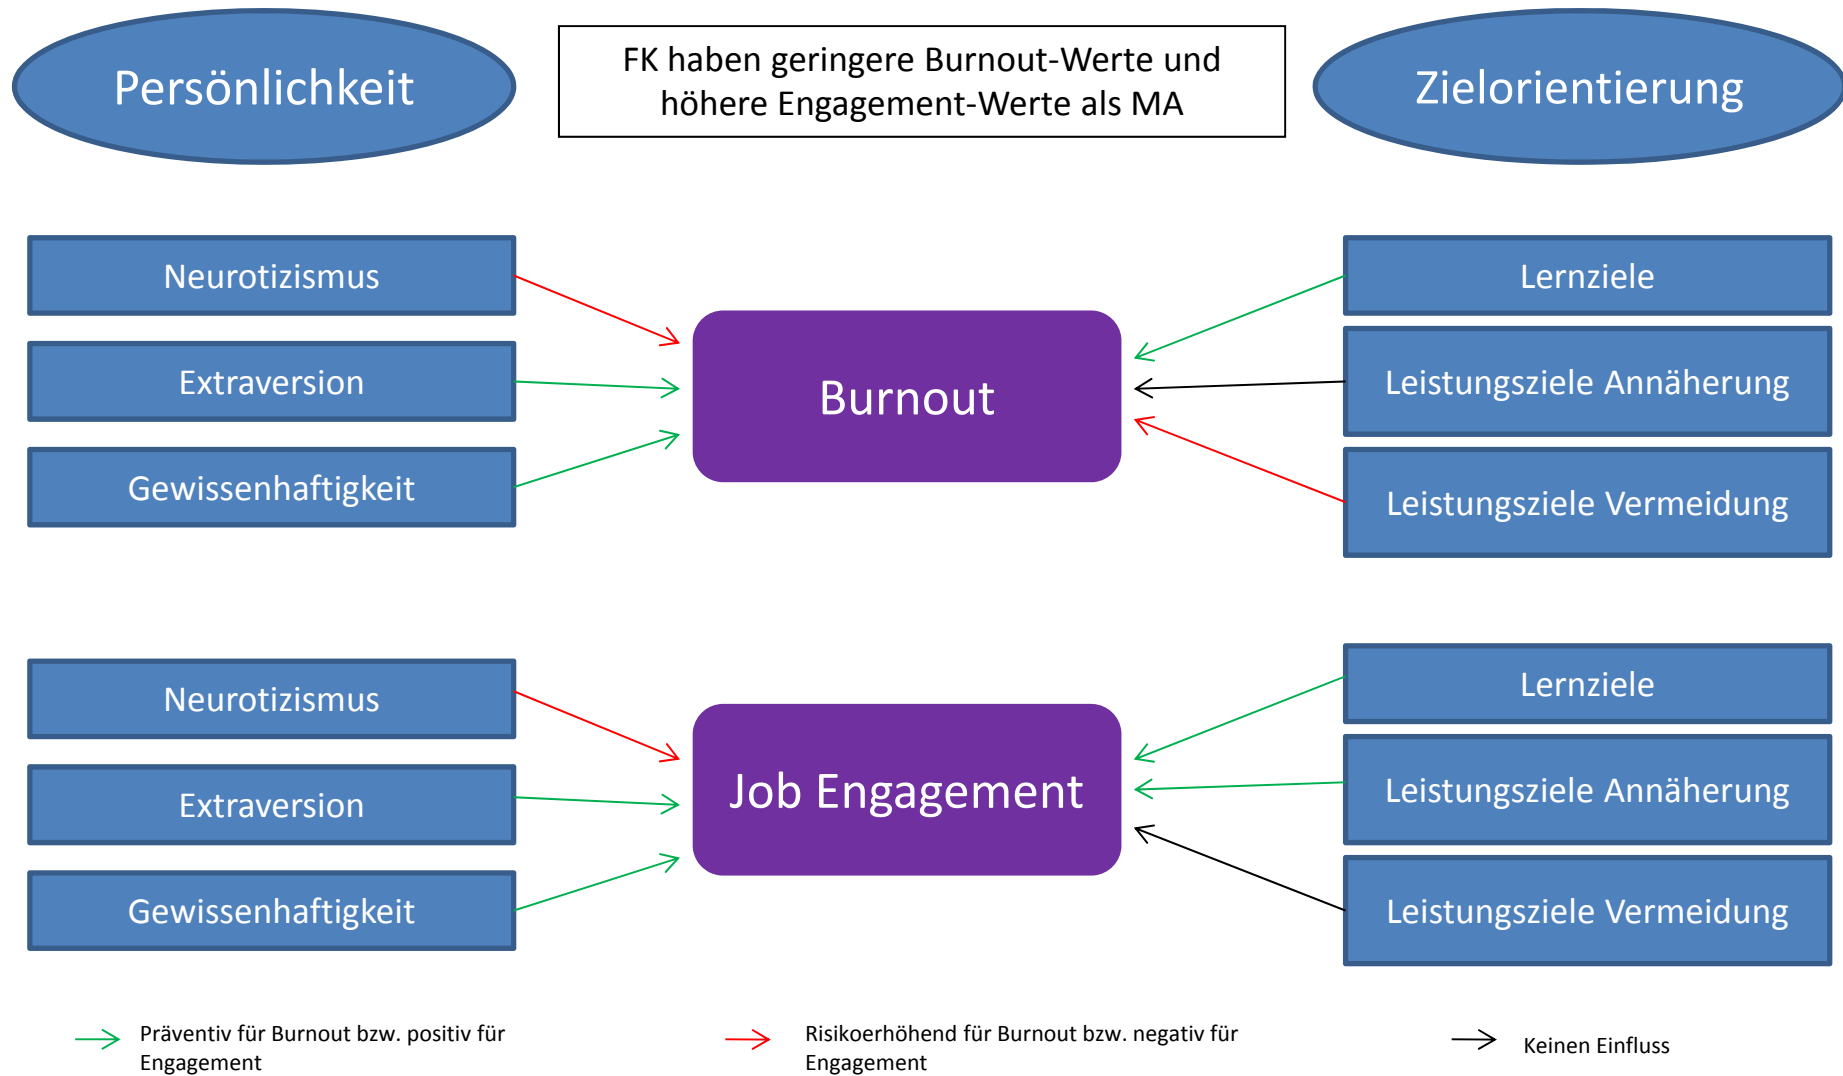 Persönlichkeit
FK haben geringere Burnout-Werte und
höhere Engagement-Werte als MA
Zielorientierung
Neurotizismus
Extraversion
Gewissenhaftigkeit
Burnout
Lernziele
Leistungsziele Annäherung
Leistungsziele Vermeidung
Neurotizismus
Extraversion
Gewissenhaftigkeit
Job Engagement
Lernziele
Leistungsziele Annäherung
Leistungsziele Vermeidung
Präventiv für Burnout bzw. positiv für
Engagement
Risikoerhöhend für Burnout bzw. negativ für
Engagement
Keinen Einfluss